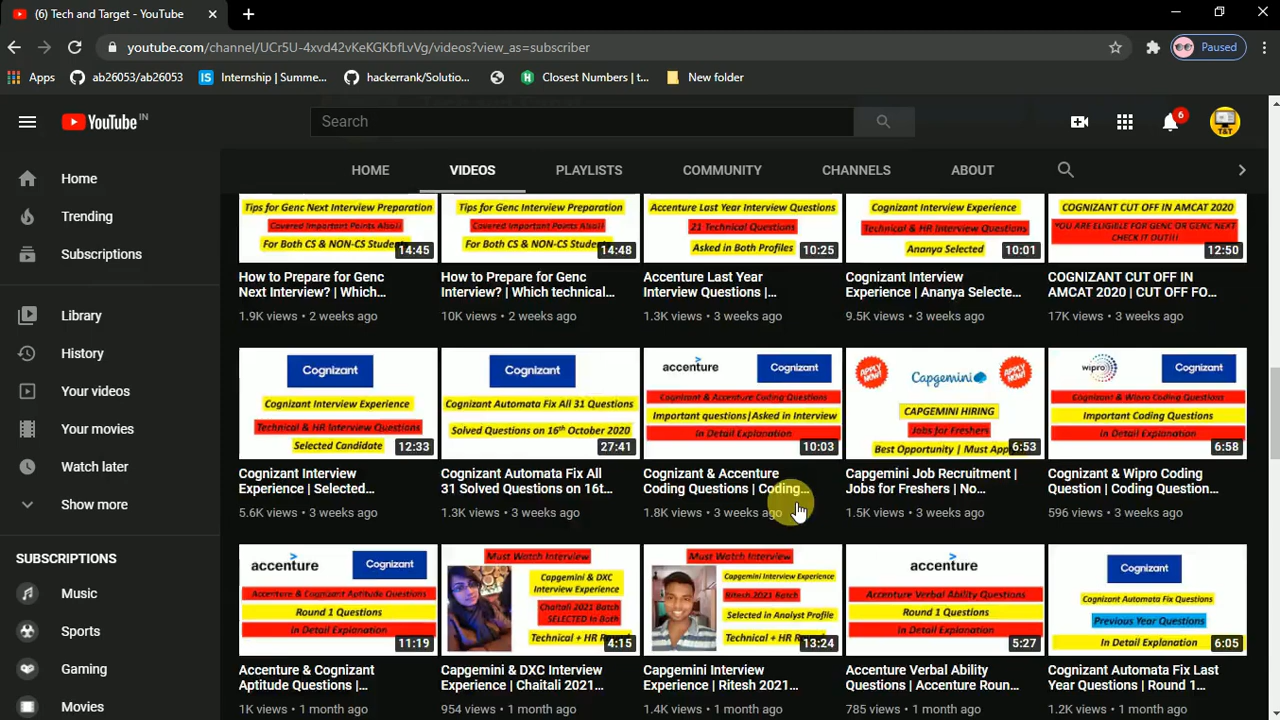 (6) Tech and Target - YouTube
youtube.com/channel/UCr5U-4xvd42vKeKGKbfLvVg/videos?view_as=subscriber
Paused
Apps
ab26053/ab26053
Internship | Summe...
hackerrank/Solutio...
Closest Numbers | t...
New folder
YouTube IN
Search
6
T&T
HOME
VIDEOS
PLAYLISTS
COMMUNITY
CHANNELS
ABOUT
Home
Trending
Subscriptions
Library
History
Your videos
Your movies
Watch later
Show more
SUBSCRIPTIONS
Music
Sports
Gaming
Movies
Tips for Genc Next Interview Preparation
Covered Important Points Also!!
For Both CS & NON-CS Stude
14:45
How to Prepare for Genc
Next Interview? | Which...
1.9K views • 2 weeks ago
Tips for Genc Interview Preparation
Covered Important Points Also!!
For Both CS & NON-CS Stud
14:48
How to Prepare for Genc
Interview? | Which technical...
10K views • 2 weeks ago
Accenture Last Year Interview Questions
21 Technical Questions
Asked in Both Profiles
10:25
Accenture Last Year
Interview Questions |...
1.3K views • 3 weeks ago
Cognizant Interview Experience
Technical & HR Interview Questions
Ananya Selected
10:01
Cognizant Interview
Experience | Ananya Selecte...
9.5K views • 3 weeks ago
COGNIZANT CUT OFF IN AMCAT 2020
YOU ARE ELIGIBLE FOR GENC OR GENC NEXT
CHECK IT OUT!!!
12:50
COGNIZANT CUT OFF IN
AMCAT 2020 | CUT OFF FO...
17K views • 3 weeks ago
Cognizant
Cognizant Interview Experience
Technical & HR Interview Questions
Selected Candidate
12:33
Cognizant Interview
Experience | Selected...
5.6K views • 3 weeks ago
Cognizant
Cognizant Automata Fix All 31 Questions
Solved Questions on 16th October 2020
27:41
Cognizant Automata Fix All
31 Solved Questions on 16t...
1.3K views • 3 weeks ago
accenture
Cognizant
Cognizant & Accenture Coding Questions
Important questions|Asked in Interview
In Detail Explanation
10:03
Cognizant & Accenture
Coding Questions | Coding...
1.8K views • 3 weeks ago
APPLY NOW!
Capgemini
APPLY NOW!
CAPGEMINI HIRING
Jobs for Freshers
Best Opportunity | Must App
6:53
Capgemini Job Recruitment |
Jobs for Freshers | No...
1.5K views • 3 weeks ago
wipro
Cognizant
Cognizant & Wipro Coding Questions
Important Coding Questions
In Detail Explanation
6:58
Cognizant & Wipro Coding
Question | Coding Question...
596 views • 3 weeks ago
accenture
Cognizant
Accenture & Cognizant Aptitude Questions
Round 1 Questions
In Detail Explanation
11:19
Accenture & Cognizant
Aptitude Questions |...
1K views • 1 month ago
Must Watch Interview
Capgemini & DXC
Interview Experience
Chaitali 2021 Batch
SELECTED In Both
Technical + HR R
4:15
Capgemini & DXC Interview
Experience | Chaitali 2021...
954 views • 1 month ago
Must Watch Interview
Capgemini Interview Experience
Ritesh 2021 Batch
Selected in Analyst Profile
Technical + HR R
13:24
Capgemini Interview
Experience | Ritesh 2021...
1.4K views • 1 month ago
accenture
Accenture Verbal Ability Questions
Round 1 Questions
In Detail Explanation
5:27
Accenture Verbal Ability
Questions | Accenture Roun...
785 views • 1 month ago
Cognizant
Cognizant Automata Fix Questions
Previous Year Questions
In Detail Explanation
6:05
Cognizant Automata Fix Last
Year Questions | Round 1...
1.2K views • 1 month ago